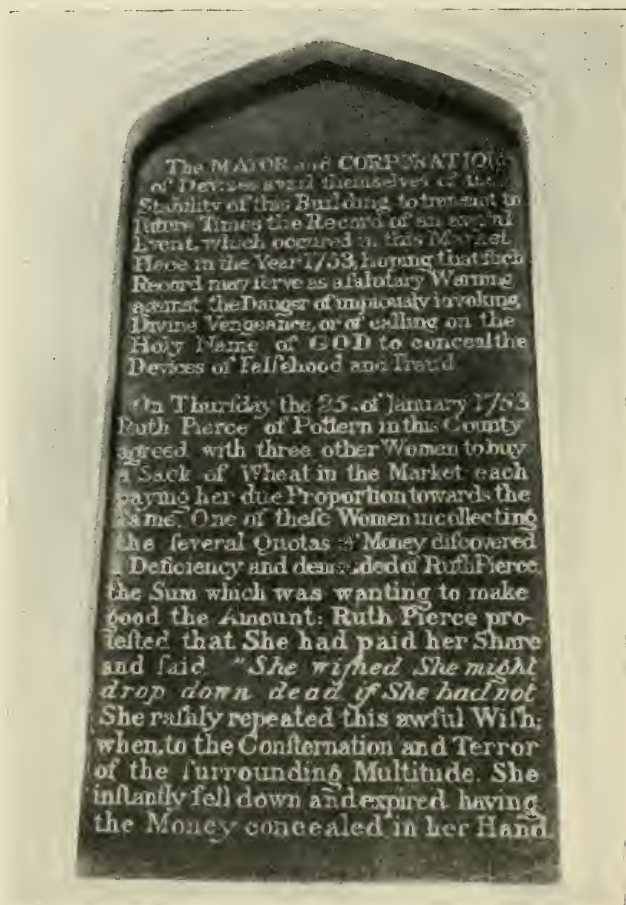 The MAYOR and CORPORATION
of Devizes avail themselves of the
Stability of this Building to transmit to
future Times the Record of an awful
Event, which occured in this Market
Place in the Year 1753, hoping that ſuch
Record may ſerve as a ſalutary Warning
againſt the Danger of impiously invoking
Divine Vengeance, or of calling on the
Holy Name of GOD to conceal the
Devices of Falſehood and Fraud
On Thurſday the 25. of January 1753
Ruth Pierce of Pottern in this County
agreed with three other Women to buy
a Sack of Wheat in the Market each
paying her due Proportion towards the
ſame. One of theſe Women in collecting
the ſeveral Quotas of Money diſcovered
a Deficiency and demanded of Ruth Pierce,
the Sum which was wanting to make
good the Amount: Ruth Pierce pro-
teſted that She had paid her Share
and ſaid "She wiſhed She might
drop down dead if She had not
She raſhly repeated this awful Wiſh;
when, to the Conſternation and Terror
of the ſurrounding Multitude. She
inſtantly fell down and expired having
the Money concealed in her Hand.